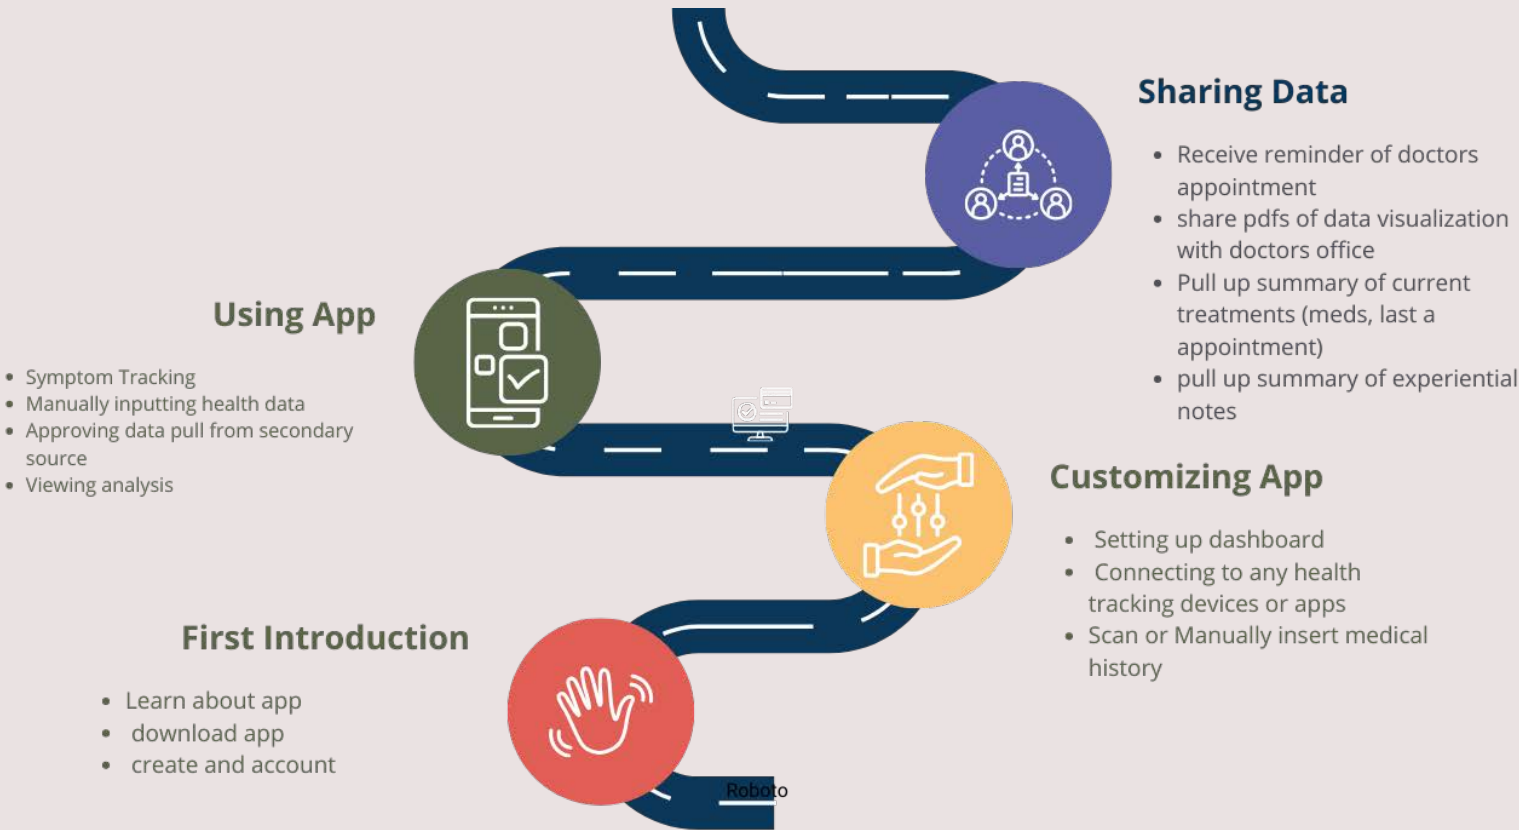 Sharing Data
• Receive reminder of doctors
appointment
• share pdfs of data visualization
with doctors office
• Pull up summary of current
treatments (meds, last a
appointment)
• pull up summary of experiential
notes
Using App
• Symptom Tracking
• Manually inputting health data
• Approving data pull from secondary
source
• Viewing analysis
Customizing App
• Setting up dashboard
• Connecting to any health
tracking devices or apps
• Scan or Manually insert medical
history
First Introduction
• Learn about app
• download app
• create and account
Roboto